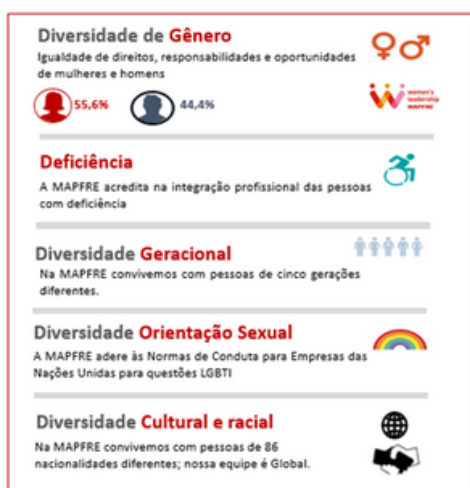 Diversidade de Gênero
Igualdade de direitos, responsabilidades e oportunidades
de mulheres e homens
55,6%
44,4%
women's
leadership
MAPFRE
Deficiência
A MAPFRE acredita na integração profissional das pessoas
com deficiência
Diversidade Geracional
Na MAPFRE convivemos com pessoas de cinco gerações
diferentes.
Diversidade Orientação Sexual
A MAPFRE adere às Normas de Conduta para Empresas das
Nações Unidas para questões LGBTI
Diversidade Cultural e racial
Na MAPFRE convivemos com pessoas de 86
nacionalidades diferentes; nossa equipe é Global.